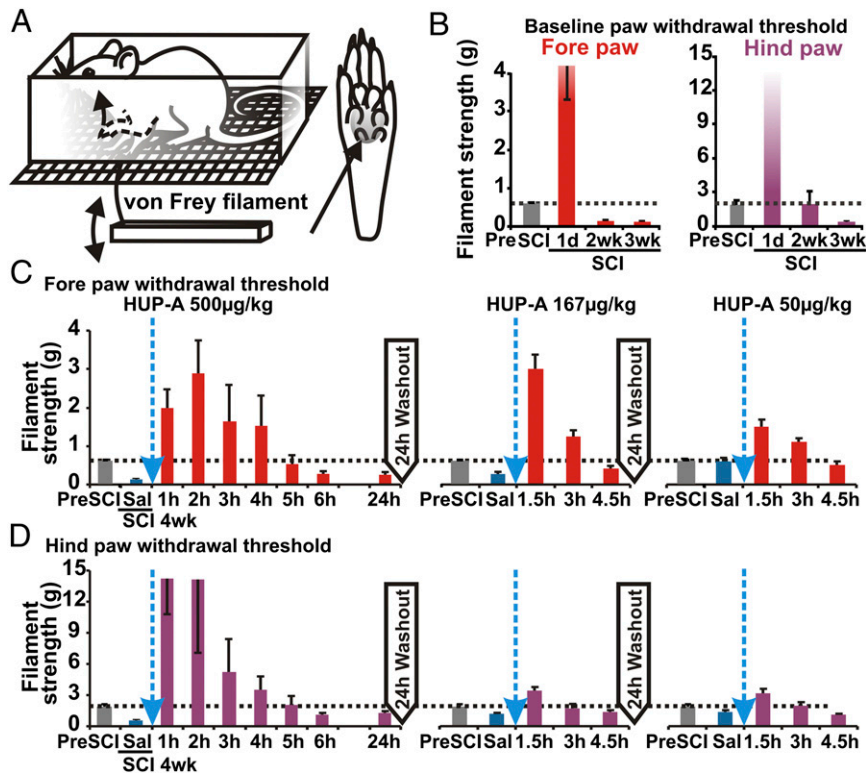 A
von Frey filament
B
Baseline paw withdrawal threshold
Fore paw
Hind paw
Filament strength (g)
4
3
2
1
0
PreSCI 1d 2wk 3wk
SCI
15
12
9
6
3
0
PreSCI 1d 2wk 3wk
SCI
C
Fore paw withdrawal threshold
HUP-A 500µg/kg
HUP-A 167µg/kg
HUP-A 50µg/kg
Filament
strength (g)
4
3
2
1
0
PreSCI Sal 1h 2h 3h 4h 5h 6h 24h
SCI 4wk
24h Washout
PreSCI Sal 1.5h 3h 4.5h
24h Washout
PreSCI Sal 1.5h 3h 4.5h
D
Hind paw withdrawal threshold
Filament
strength (g)
15
12
9
6
3
0
PreSCI Sal 1h 2h 3h 4h 5h 6h 24h
SCI 4wk
24h Washout
PreSCI Sal 1.5h 3h 4.5h
24h Washout
PreSCI Sal 1.5h 3h 4.5h